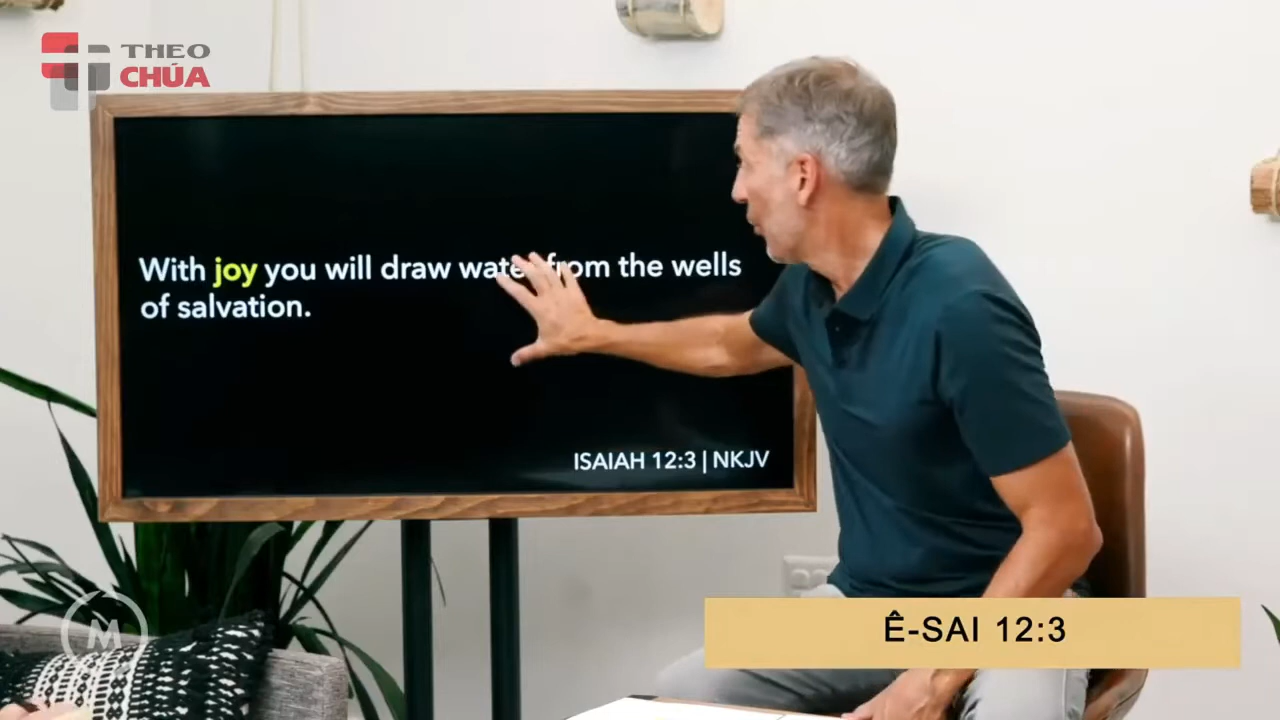 THEO
CHÚA
With joy you will draw water from the wells
of salvation.
ISAIAH 12:3 | NKJV
M
Ê-SAI 12:3